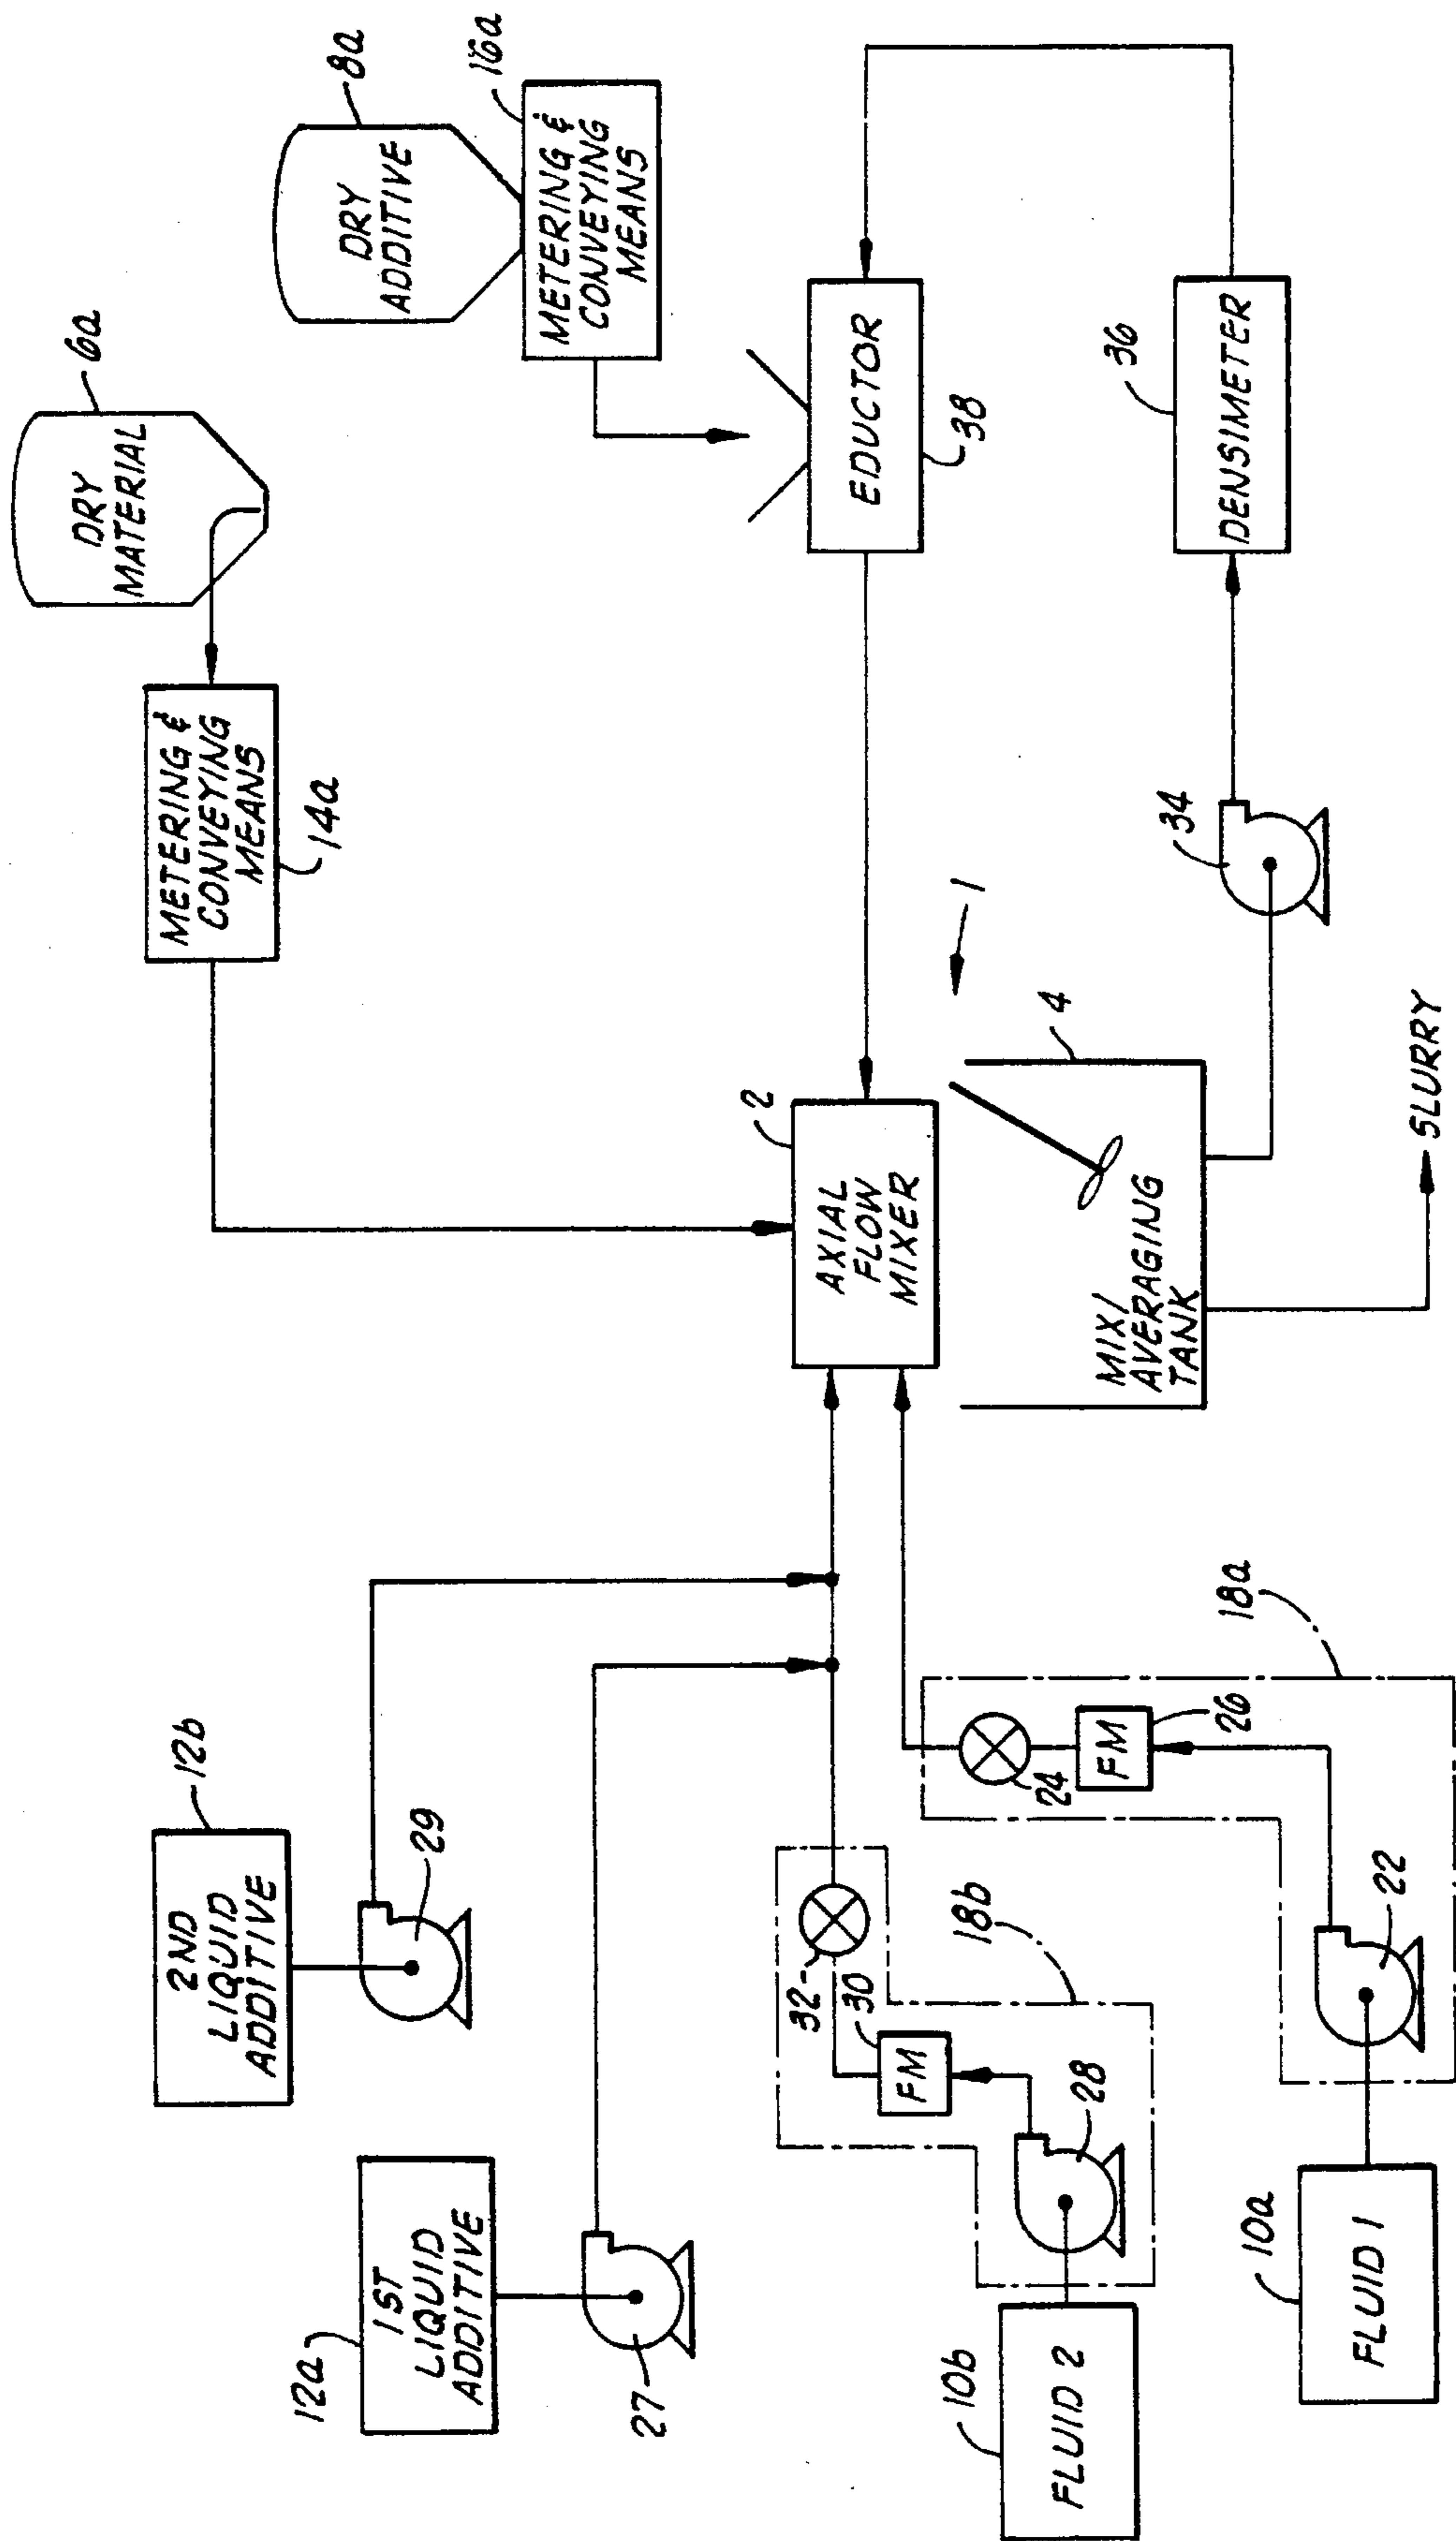 DRY
MATERIAL
6a
DRY
ADDITIVE
8a
METERING &
CONVEYING
MEANS
14a
METERING &
CONVEYING
MEANS
16a
2ND
LIQUID
ADDITIVE
12b
29
1ST
LIQUID
ADDITIVE
12a
27
AXIAL
FLOW
MIXER
2
EDUCTOR
38
1
MIX/
AVERAGING
TANK
4
34
DENSIMETER
36
SLURRY
32
FM
30
28
18b
FLUID 2
10b
24
FM
26
18a
22
FLUID 1
10a